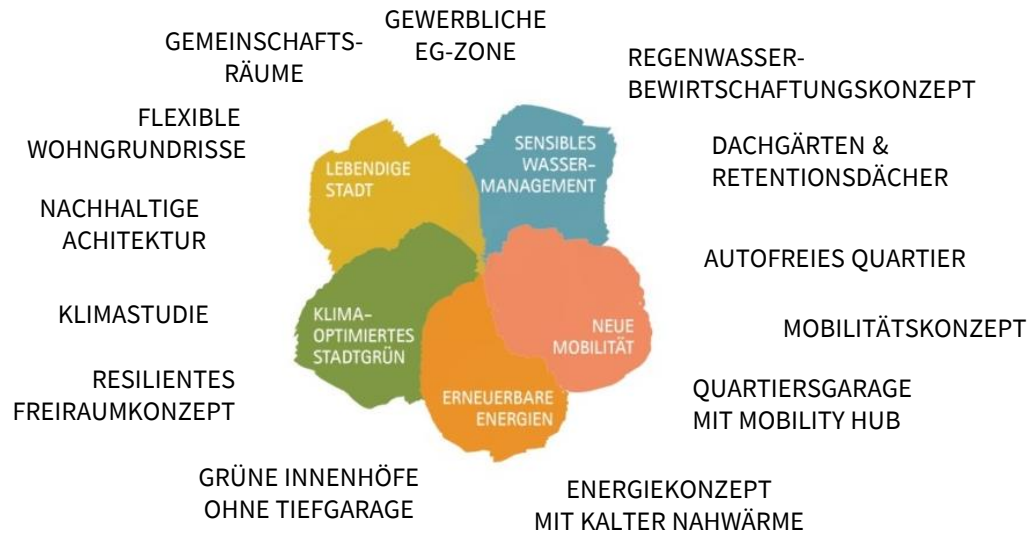 GEWERBLICHE
EG-ZONE
GEMEINSCHAFTS-
RÄUME
REGENWASSER-
BEWIRTSCHAFTUNGSKONZEPT
FLEXIBLE
WOHNGRUNDRISSE
LEBENDIGE
STADT
SENSIBLES
WASSER-
MANAGEMENT
DACHGÄRTEN &
RETENTIONSDÄCHER
NACHHALTIGE
ACHITEKTUR
AUTOFREIES QUARTIER
KLIMASTUDIE
KLIMA-
OPTIMIERTES
STADTGRÜN
NEUE
MOBILITÄT
MOBILITÄTSKONZEPT
RESILIENTES
FREIRAUMKONZEPT
ERNEUERBARE
ENERGIEN
QUARTIERSGARAGE
MIT MOBILITY HUB
GRÜNE INNENHÖFE
OHNE TIEFGARAGE
ENERGIEKONZEPT
MIT KALTER NAHWÄRME